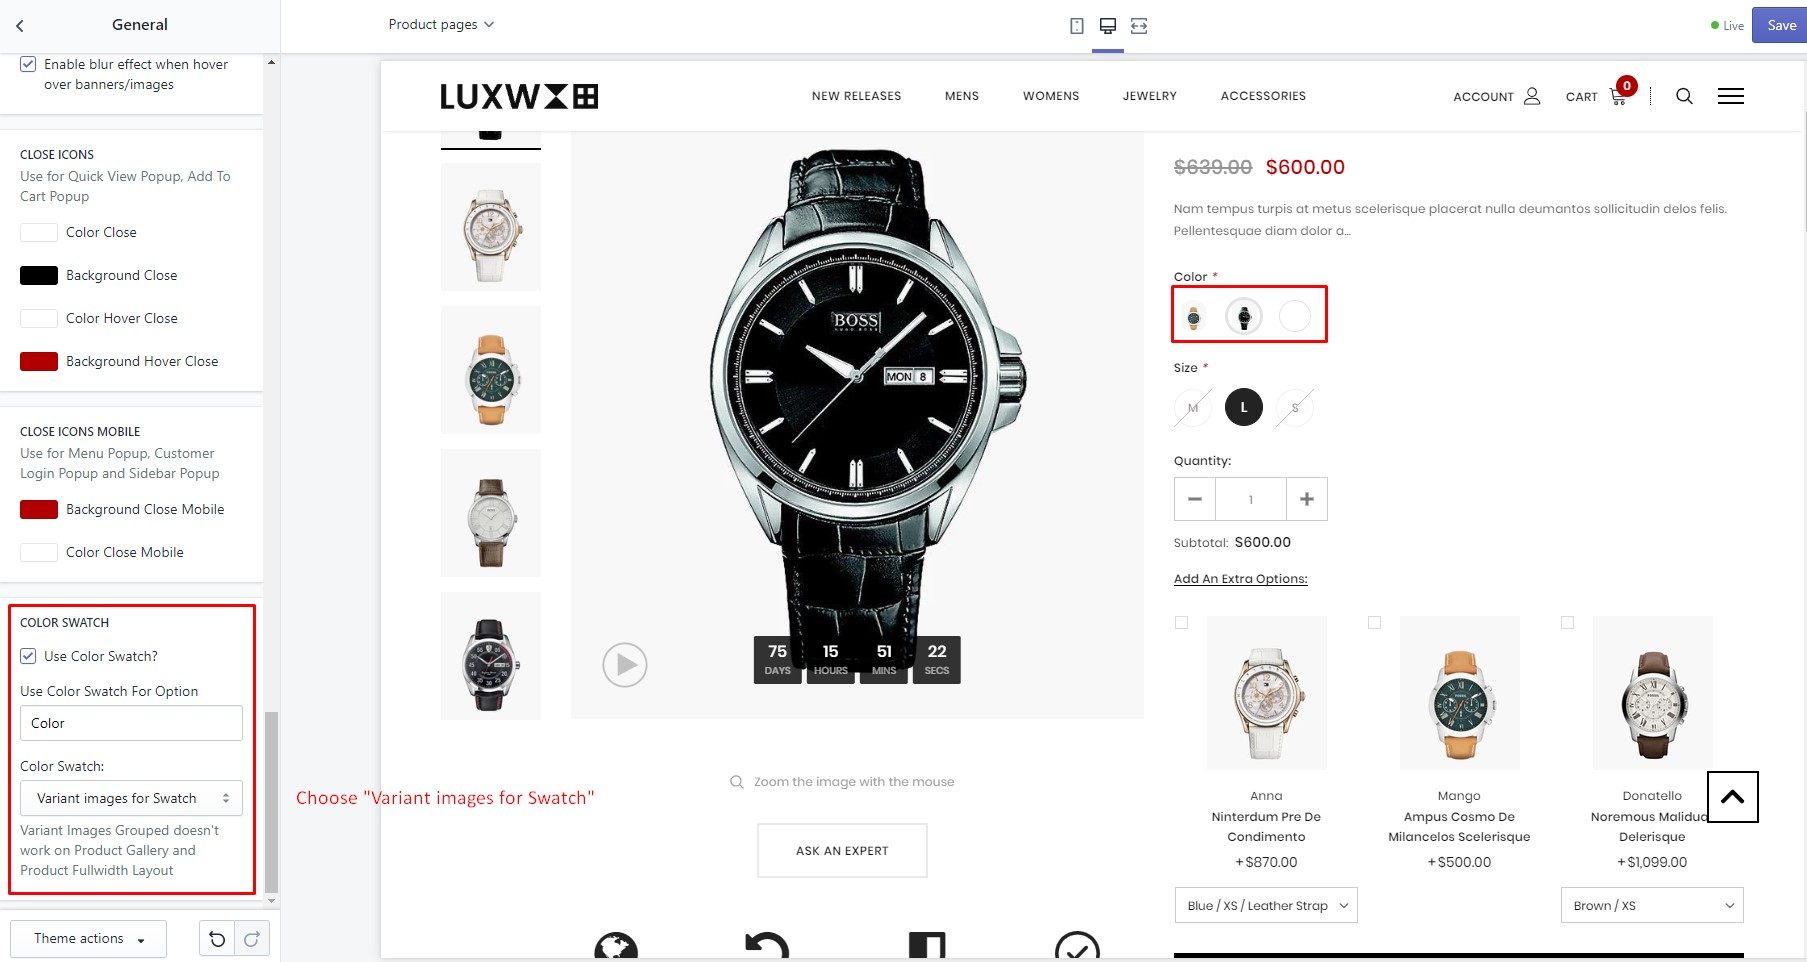 General
Product pages
Live
Save
Enable blur effect when hover
over banners/images
CLOSE ICONS
Use for Quick View Popup, Add To
Cart Popup
Color Close
Background Close
Color Hover Close
Background Hover Close
CLOSE ICONS MOBILE
Use for Menu Popup, Customer
Login Popup and Sidebar Popup
Background Close Mobile
Color Close Mobile
COLOR SWATCH
Use Color Swatch?
Use Color Swatch For Option
Color
Color Swatch:
Variant images for Swatch
Variant Images Grouped doesn't
work on Product Gallery and
Product Fullwidth Layout
Theme actions
Choose "Variant images for Swatch"
LUXW
NEW RELEASES
MENS
WOMENS
JEWELRY
ACCESSORIES
ACCOUNT
CART
0
BOSS
HUGO BOSS
MON 8
75
DAYS
15
HOURS
51
MINS
22
SECS
Zoom the image with the mouse
ASK AN EXPERT
$639.00 $600.00
Nam tempus turpis at metus scelerisque placerat nulla deumantos sollicitudin delos felis.
Pellentesquae diam dolor a...
Color *
Size *
M
L
S
Quantity:
1
Subtotal: $600.00
Add An Extra Options:
Anna
Ninterdum Pre De
Condimento
+$870.00
Blue / XS / Leather Strap
Mango
Ampus Cosmo De
Milancelos Scelerisque
+$500.00
Donatello
Noremous Malidua
Delerisque
+$1,099.00
Brown / XS